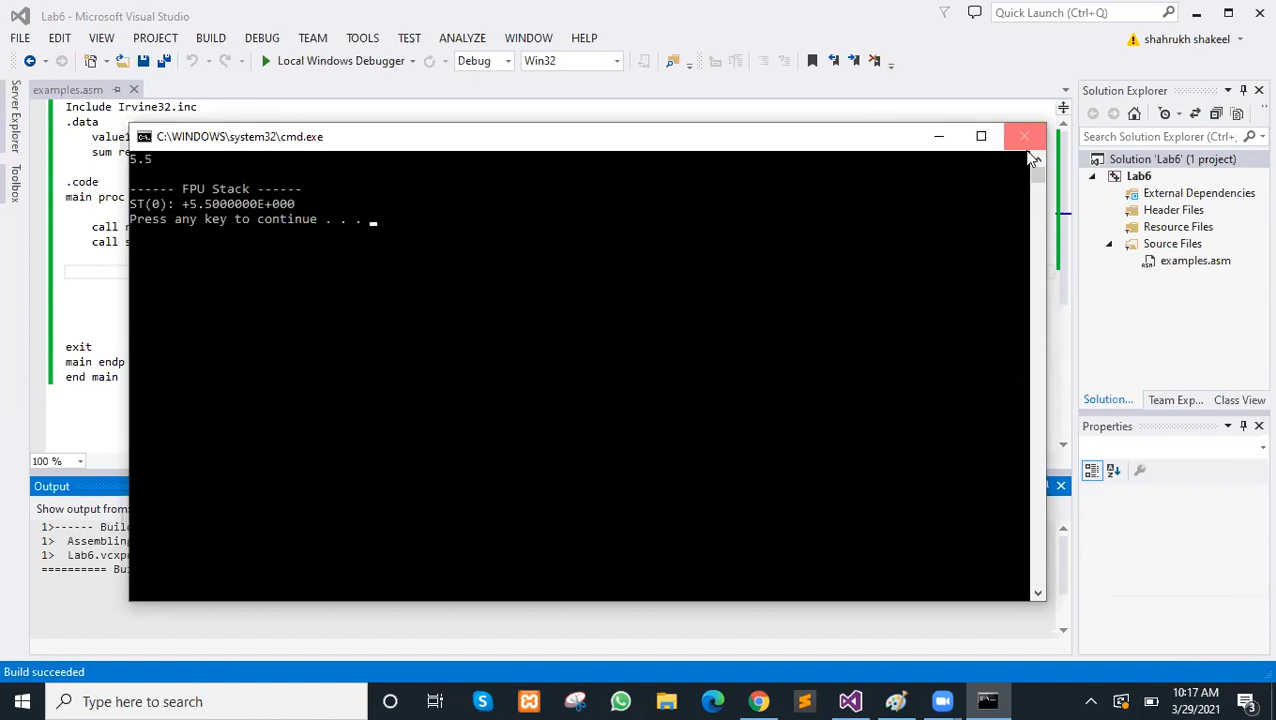 Lab6 - Microsoft Visual Studio
Quick Launch (Ctrl+Q)
FILE EDIT VIEW PROJECT BUILD DEBUG TEAM TOOLS TEST ANALYZE WINDOW HELP
shahrukh shakeel
Local Windows Debugger
Debug
Win32
Server Explorer
Toolbox
examples.asm
Include Irvine32.inc
.data
value1
sum re
.code
main proc
call r
call s
exit
main endp
end main
100 %
C:\WINDOWS\system32\cmd.exe
5.5
------ FPU Stack ------
ST(0): +5.5000000E+000
Press any key to continue . . .
Solution Explorer
Search Solution Explorer (Ctrl+
Solution 'Lab6' (1 project)
Lab6
External Dependencies
Header Files
Resource Files
Source Files
examples.asm
Solution... Team Exp... Class View
Properties
Output
Show output from:
1>------ Buil
1> Assembling
1> Lab6.vcxpr
========== Bu
Build succeeded
Type here to search
10:17 AM
3/29/2021
3